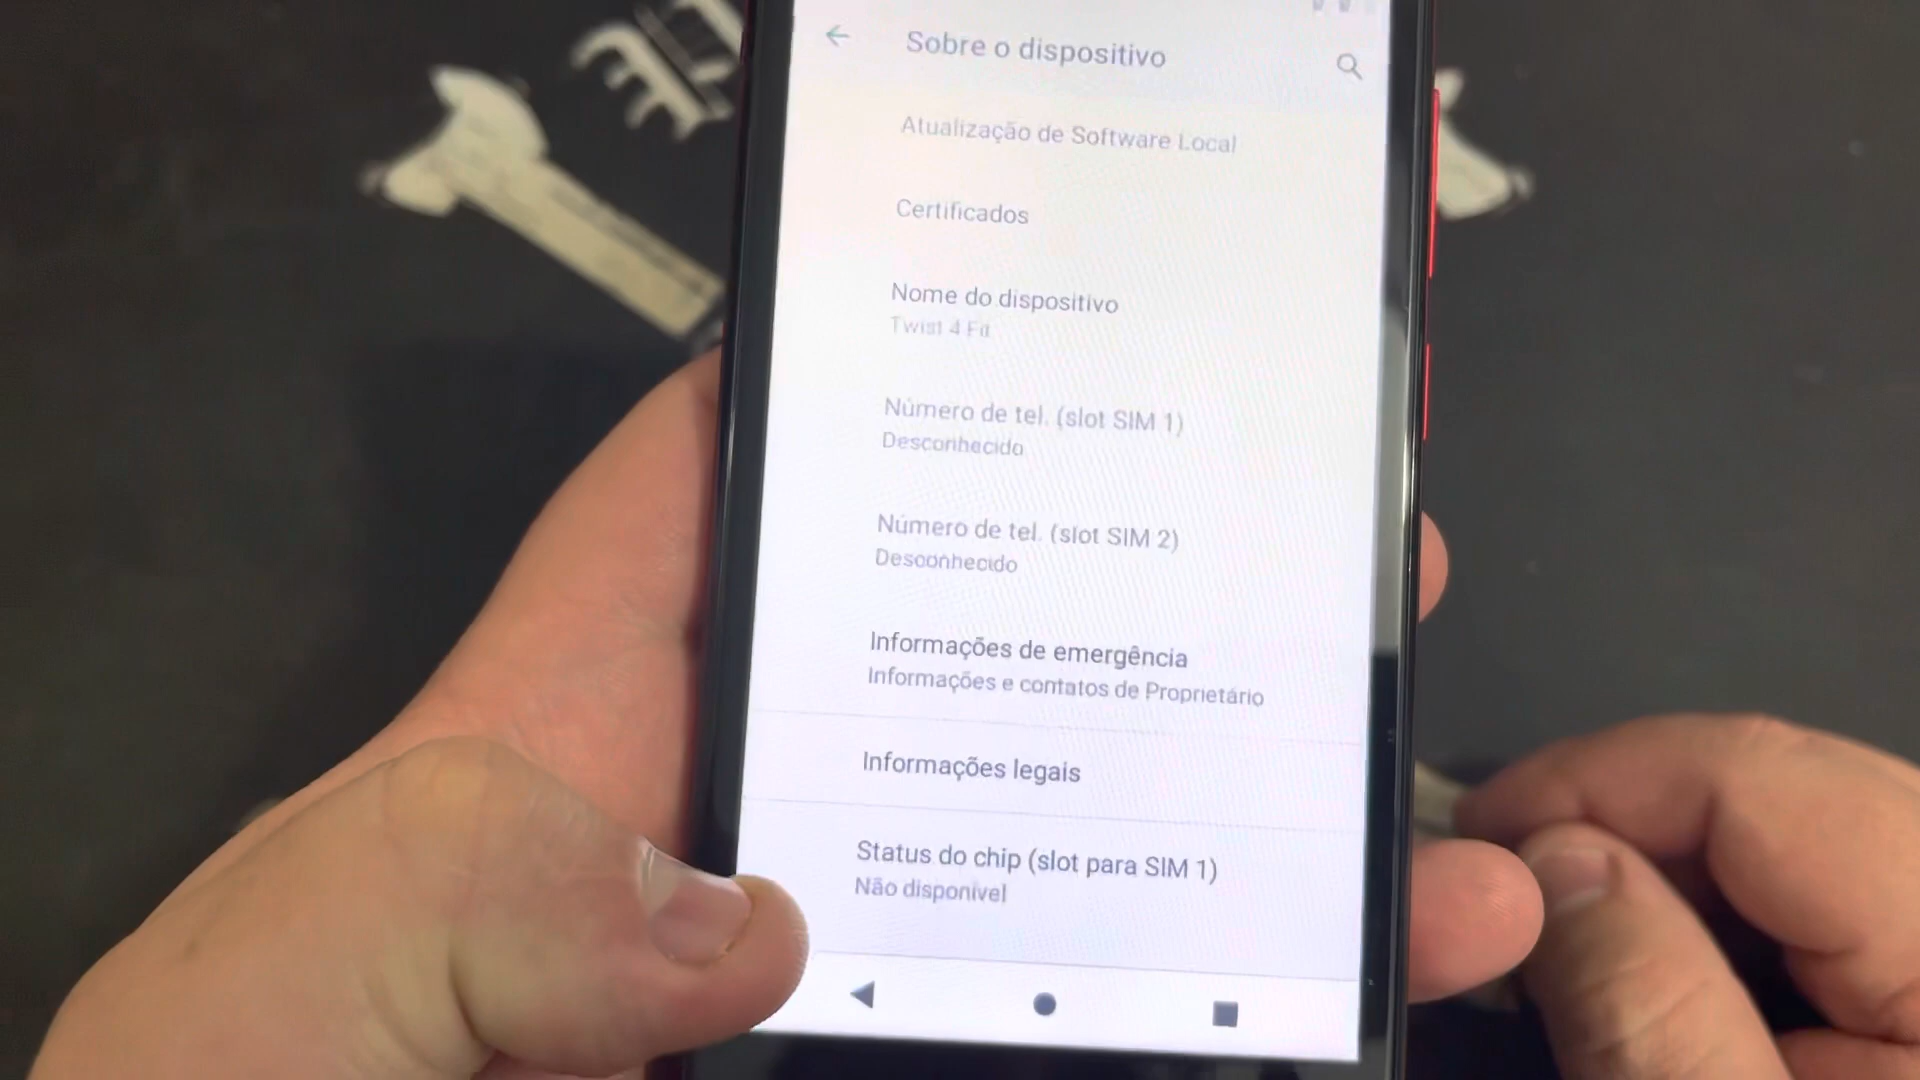 Sobre o dispositivo
Atualização de Software Local
Certificados
Nome do dispositivo
Twist 4 Fit
Número de tel. (slot SIM 1)
Desconhecido
Número de tel. (slot SIM 2)
Desconhecido
Informações de emergência
Informações e contatos de Proprietário
Informações legais
Status do chip (slot para SIM 1)
Não disponível